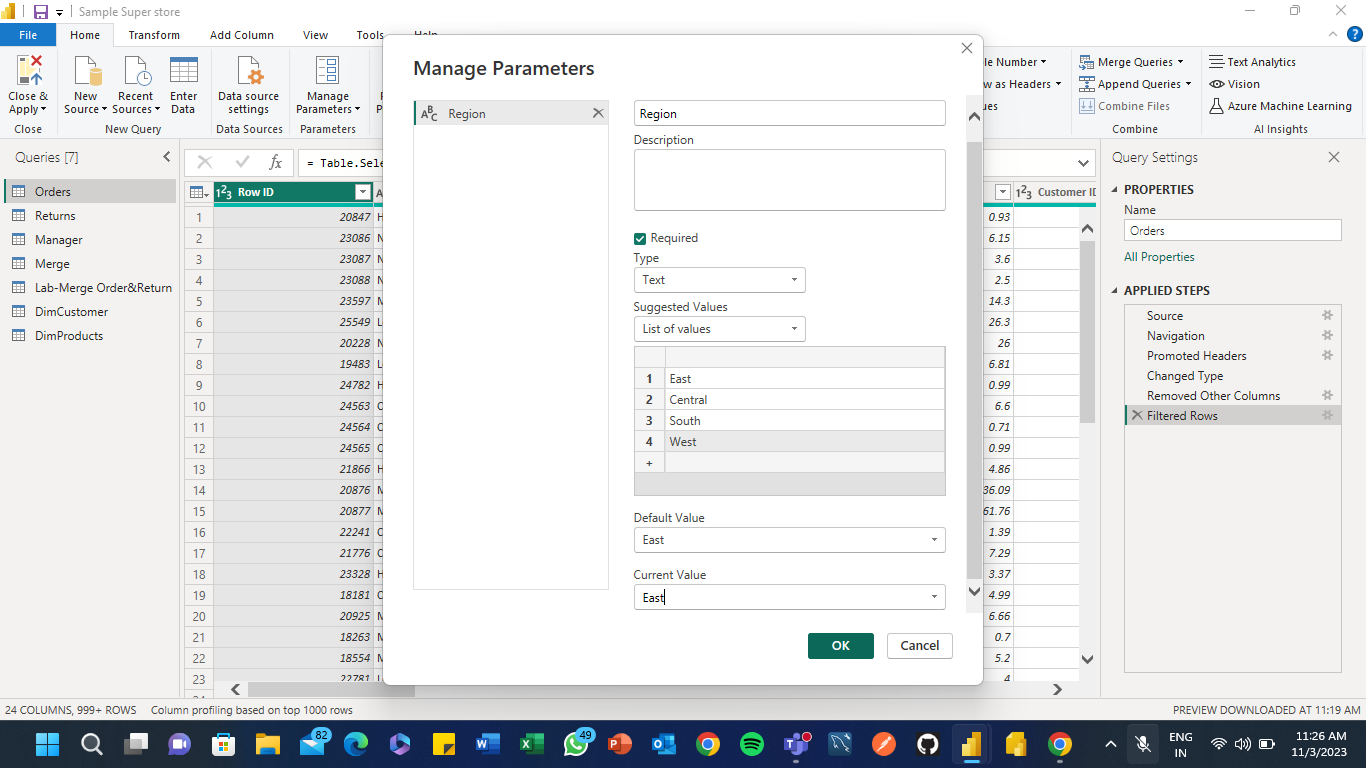 Sample Super store
File Home Transform Add Column View Tools Help
Close & Apply
New Source
Recent Sources
Enter Data
Data source settings
Manage Parameters
Merge Queries
Append Queries
Combine Files
Text Analytics
Vision
Azure Machine Learning
Close New Query Data Sources Parameters Combine AI Insights
Queries [7]
Orders
Returns
Manager
Merge
Lab-Merge Order&Return
DimCustomer
DimProducts
= Table.Sele
Row ID
1 20847
2 23086
3 23087
4 23088
5 23597
6 25549
7 20228
8 19483
9 24782
10 24563
11 24564
12 24565
13 21866
14 20876
15 20877
16 22241
17 21776
18 23328
19 18181
20 20925
21 18263
22 18554
23 22781
Manage Parameters
Region
Region
Description
Required
Type
Text
Suggested Values
List of values
1 East
2 Central
3 South
4 West
+
Default Value
East
Current Value
East
OK Cancel
Customer ID
0.93
6.15
3.6
2.5
14.3
26.3
26
6.81
0.99
6.6
0.71
0.99
4.86
36.09
61.76
1.39
7.29
3.37
4.99
6.66
0.7
5.2
4
Query Settings
PROPERTIES
Name
Orders
All Properties
APPLIED STEPS
Source
Navigation
Promoted Headers
Changed Type
Removed Other Columns
Filtered Rows
24 COLUMNS, 999+ ROWS Column profiling based on top 1000 rows
PREVIEW DOWNLOADED AT 11:19 AM
82
49
ENG
IN
11:26 AM
11/3/2023